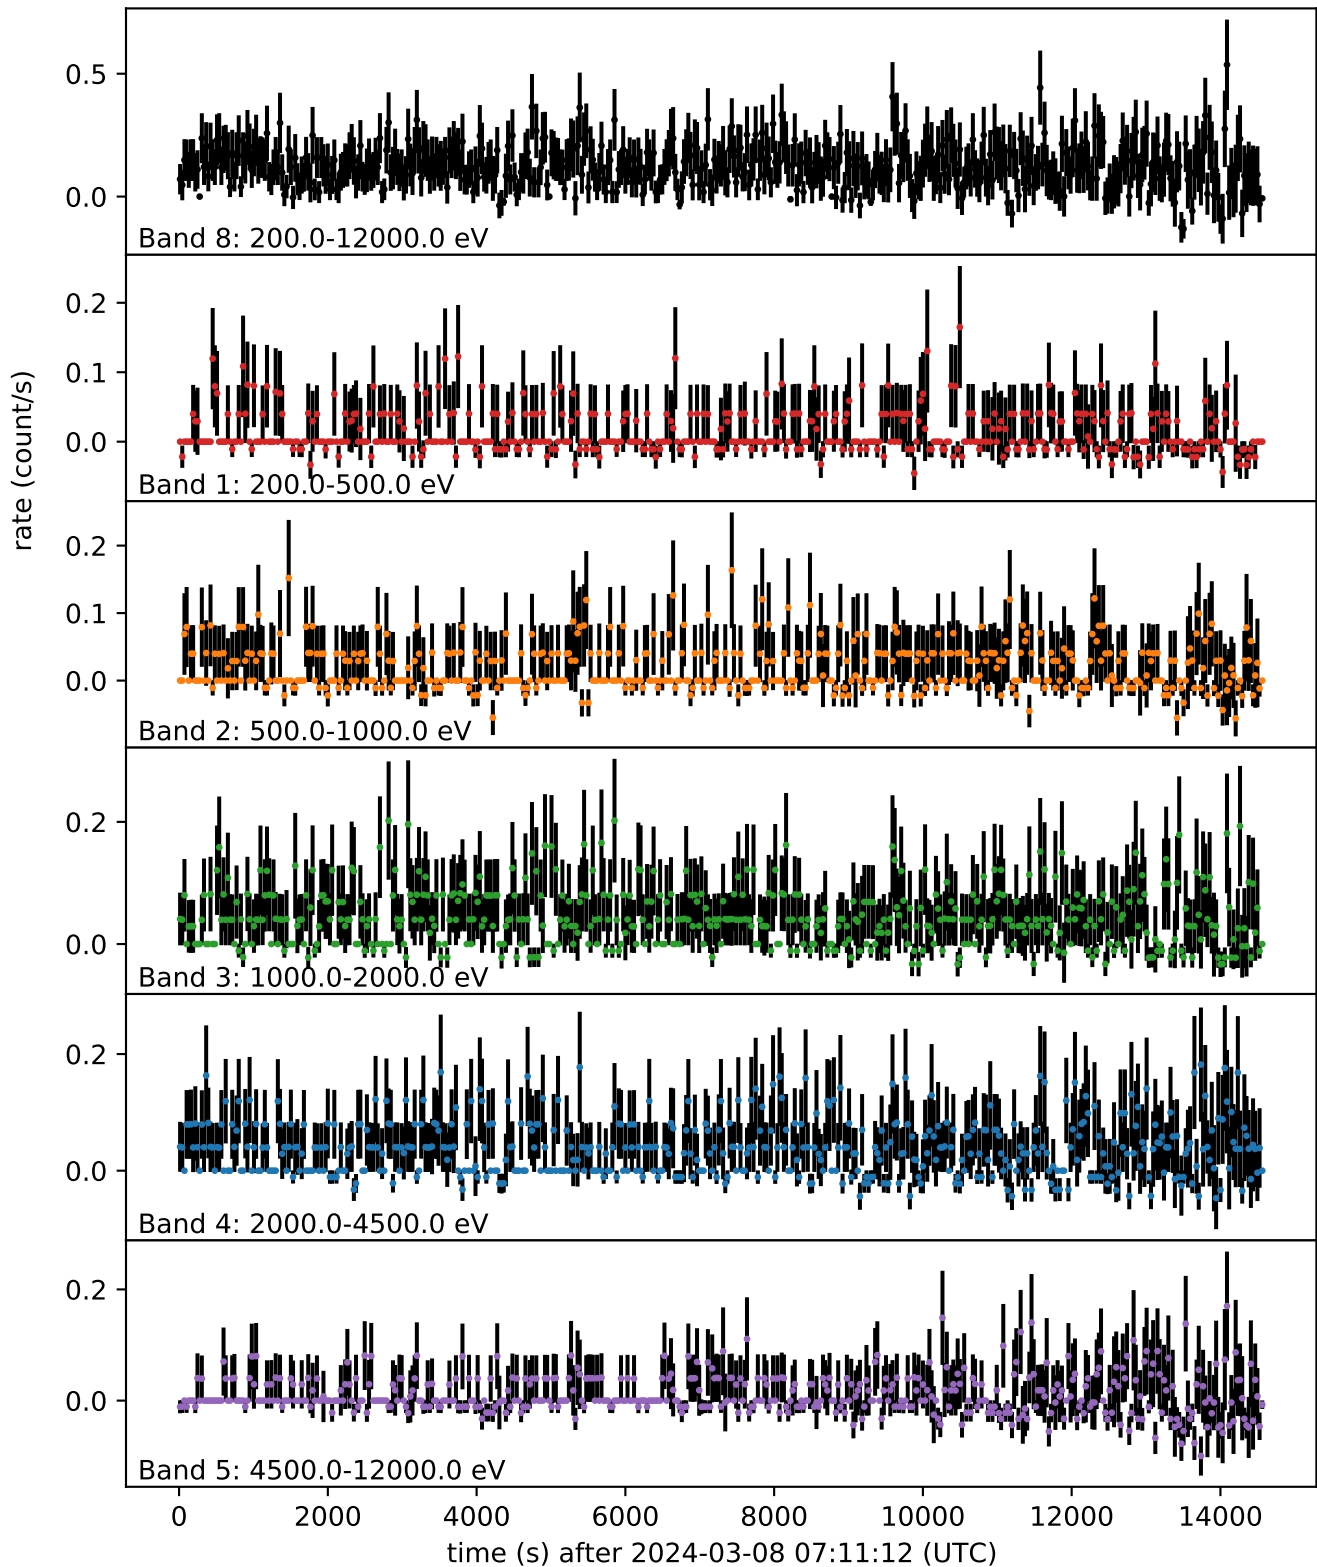 0.5
0.0
Band 8: 200.0-12000.0 eV
0.2
0.1
0.0
Band 1: 200.0-500.0 eV
rate (count/s)
0.2
0.1
0.0
Band 2: 500.0-1000.0 eV
0.2
0.0
Band 3: 1000.0-2000.0 eV
0.2
0.0
Band 4: 2000.0-4500.0 eV
0.2
0.0
Band 5: 4500.0-12000.0 eV
0 2000 4000 6000 8000 10000 12000 14000
time (s) after 2024-03-08 07:11:12 (UTC)